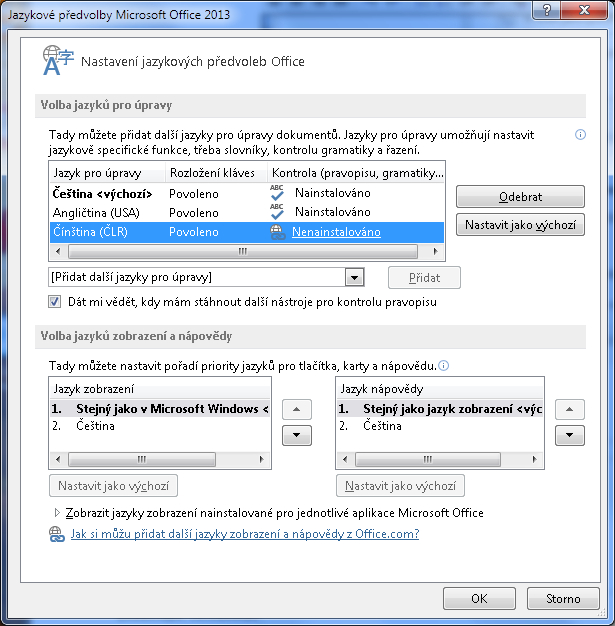 Jazykové předvolby Microsoft Office 2013
Nastavení jazykových předvoleb Office
Volba jazyků pro úpravy
Tady můžete přidat další jazyky pro úpravy dokumentů. Jazyky pro úpravy umožňují nastavit
jazykově specifické funkce, třeba slovníky, kontrolu gramatiky a řazení.
Jazyk pro úpravy Rozložení kláves Kontrola (pravopisu, gramatiky...
Čeština <výchozí> Povoleno ABC Nainstalováno
Angličtina (USA) Povoleno ABC Nainstalováno
Čínština (ČLR) Povoleno Nenainstalováno
Odebrat
Nastavit jako výchozí
[Přidat další jazyky pro úpravy] Přidat
Dát mi vědět, kdy mám stáhnout další nástroje pro kontrolu pravopisu
Volba jazyků zobrazení a nápovědy
Tady můžete nastavit pořadí priority jazyků pro tlačítka, karty a nápovědu.
Jazyk zobrazení
1. Stejný jako v Microsoft Windows <
2. Čeština
Nastavit jako výchozí
Jazyk nápovědy
1. Stejný jako jazyk zobrazení <výc
2. Čeština
Nastavit jako výchozí
Zobrazit jazyky zobrazení nainstalované pro jednotlivé aplikace Microsoft Office
Jak si můžu přidat další jazyky zobrazení a nápovědy z Office.com?
OK Storno